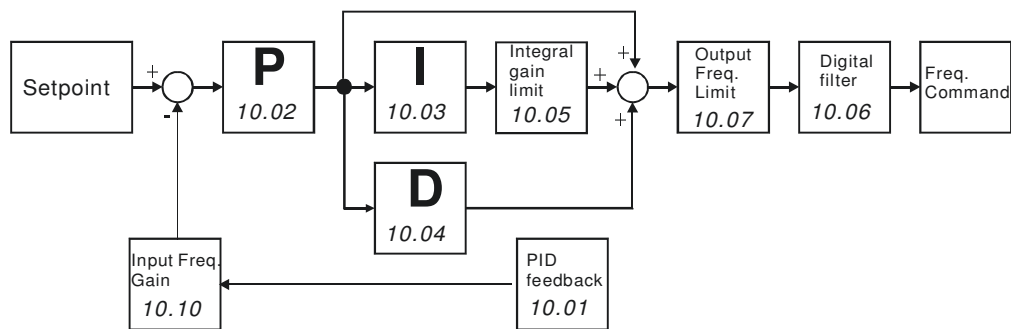 Setpoint
+
-
P
10.02
I
10.03
Integral
gain
limit
10.05
+
+
+
Output
Freq.
Limit
10.07
Digital
filter
10.06
Freq.
Command
D
10.04
Input Freq.
Gain
10.10
PID
feedback
10.01